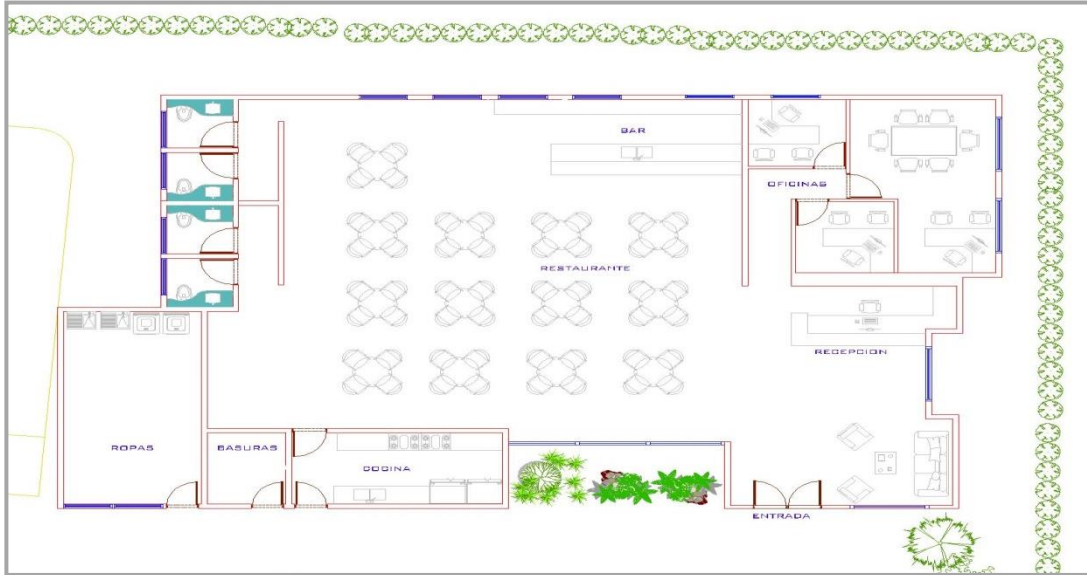 BAR
OFICINAS
RESTAURANTE
RECEPCION
ROPAS
BASURAS
COCINA
ENTRADA